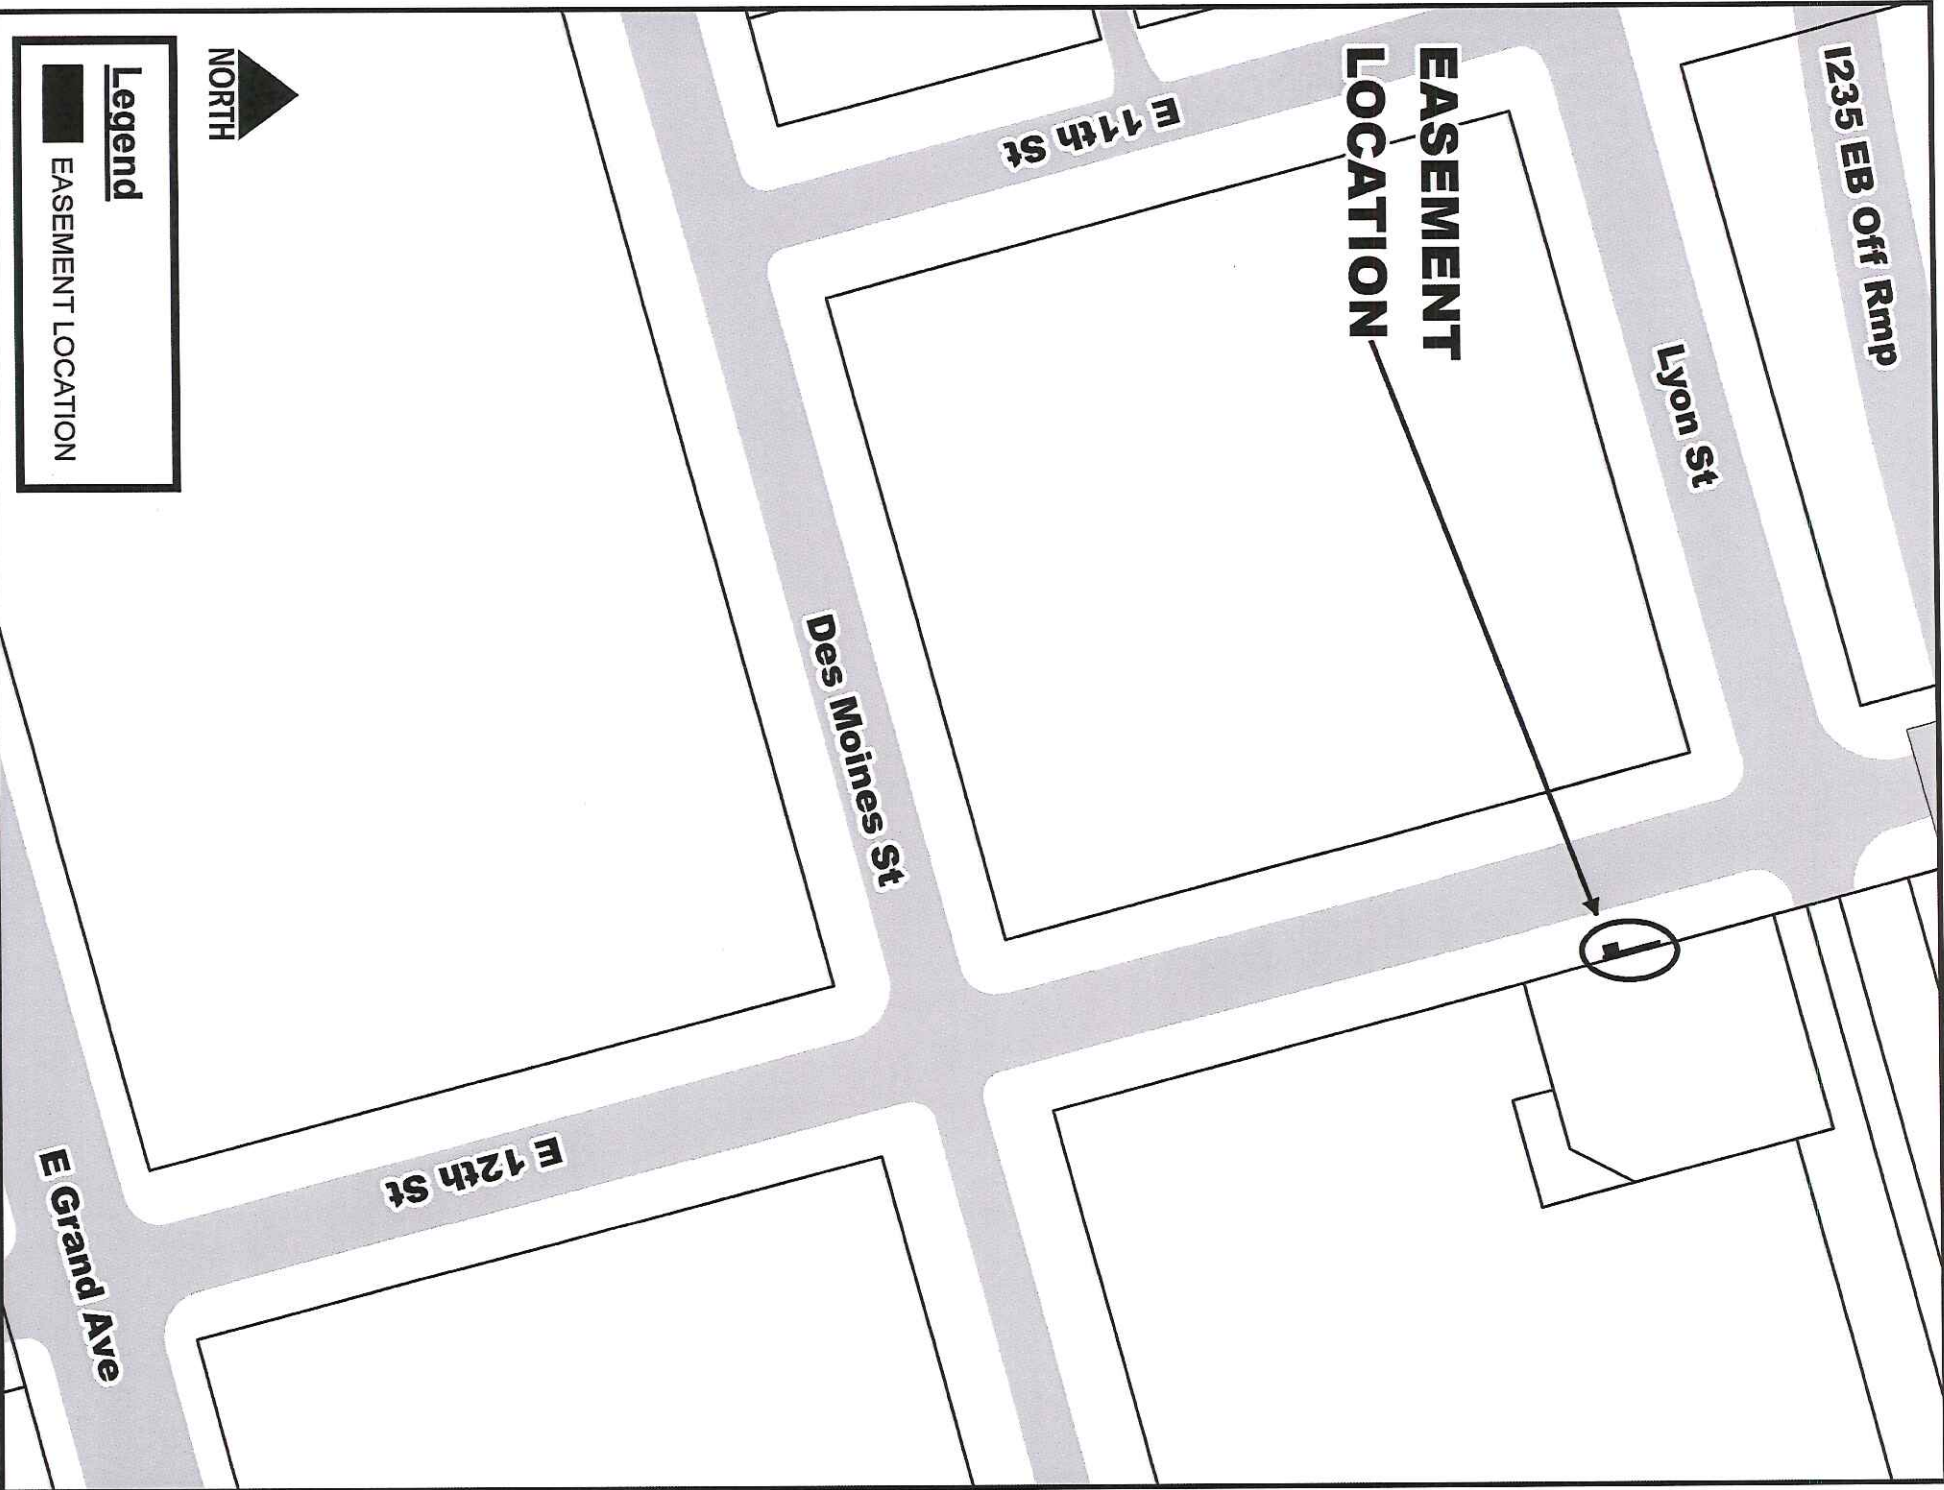 I235 EB Off Rmp
Lyon St
EASEMENT
LOCATION
E 11th St
Des Moines St
E 12th St
E Grand Ave
NORTH
Legend
EASEMENT LOCATION